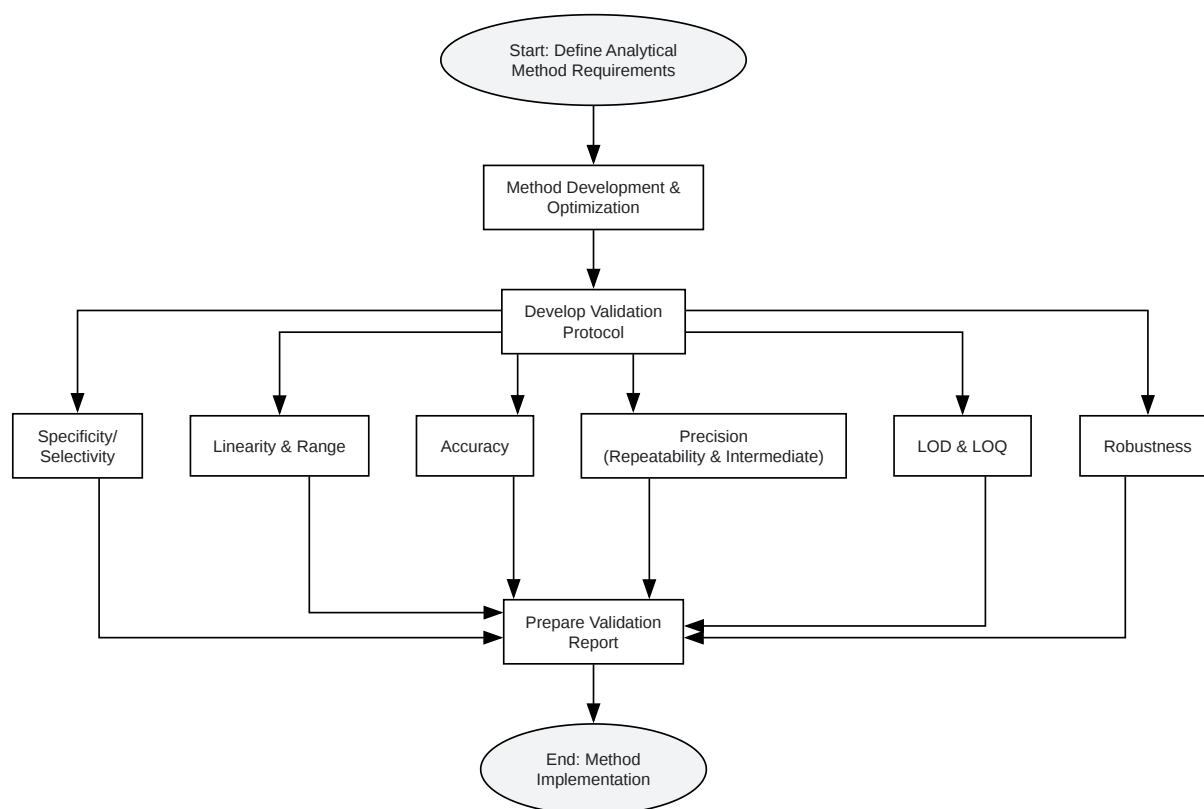 Start: Define Analytical
Method Requirements
Method Development &
Optimization
Develop Validation
Protocol
Specificity/
Selectivity
Linearity & Range
Accuracy
Precision
(Repeatability & Intermediate)
LOD & LOQ
Robustness
Prepare Validation
Report
End: Method
Implementation